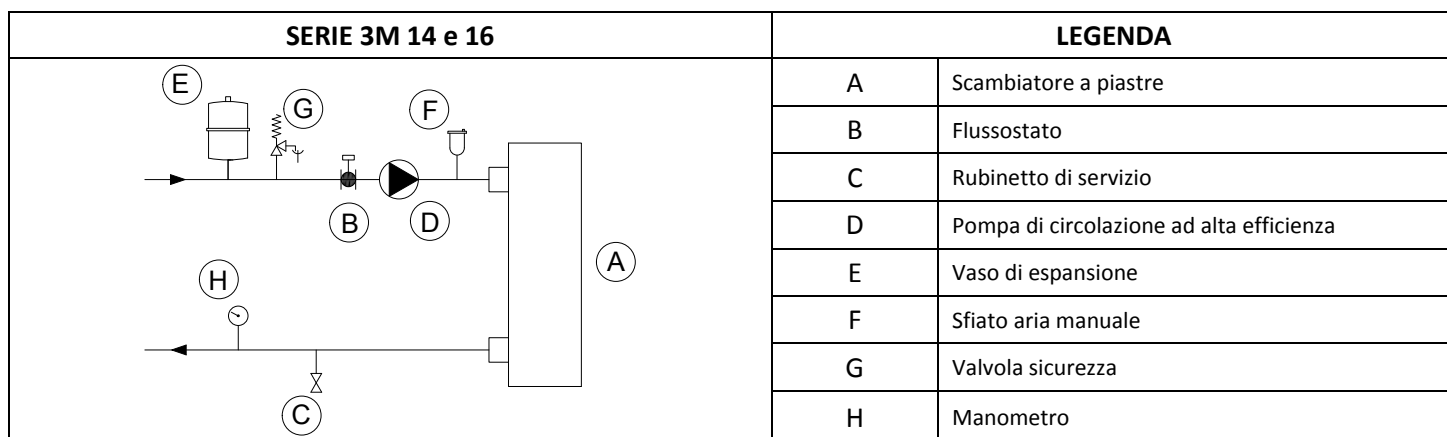 SERIE 3M 14 e 16
LEGENDA
E
G
F
B
D
A
H
C
A Scambiatore a piastre
B Flussostato
C Rubinetto di servizio
D Pompa di circolazione ad alta efficienza
E Vaso di espansione
F Sfiato aria manuale
G Valvola sicurezza
H Manometro